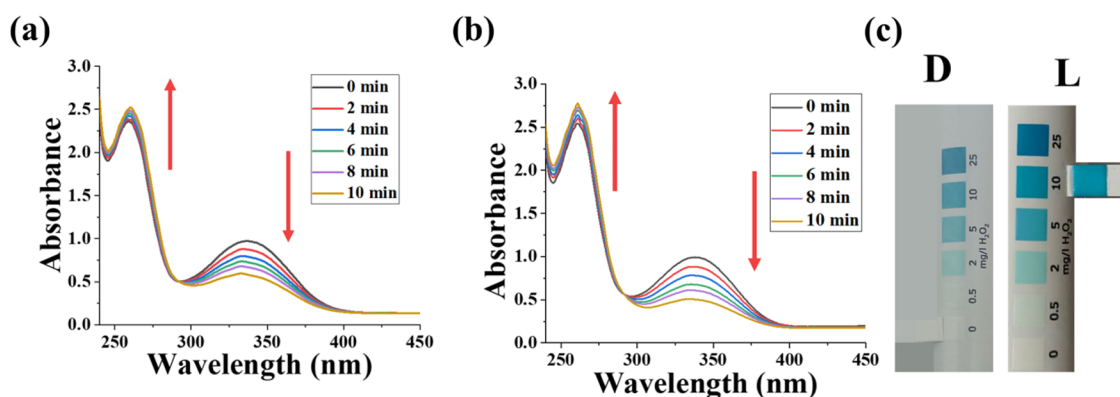 (a)
3.0
2.5
2.0
1.5
1.0
0.5
0.0
Absorbance
0 min
2 min
4 min
6 min
8 min
10 min
250 300 350 400 450
Wavelength (nm)
(b)
3.0
2.5
2.0
1.5
1.0
0.5
0.0
Absorbance
0 min
2 min
4 min
6 min
8 min
10 min
250 300 350 400 450
Wavelength (nm)
(c)
D
25
10
5
2
mg/l H₂O₂
0.5
0
L
25
10
5
2
mg/l H₂O₂
0.5
0